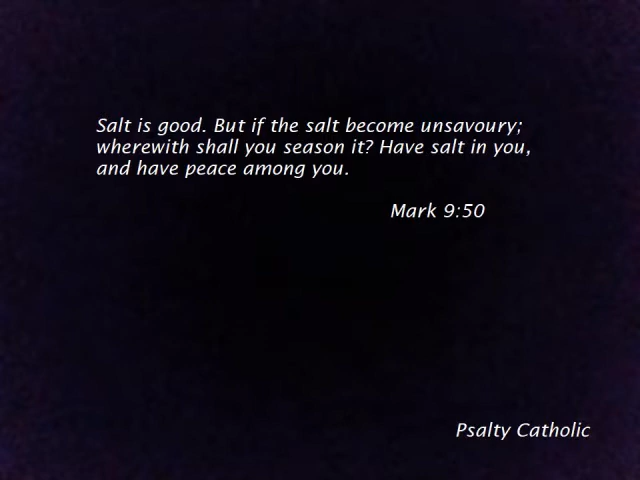 Salt is good. But if the salt become unsavoury;
wherewith shall you season it? Have salt in you,
and have peace among you.
Mark 9:50
Psalty Catholic